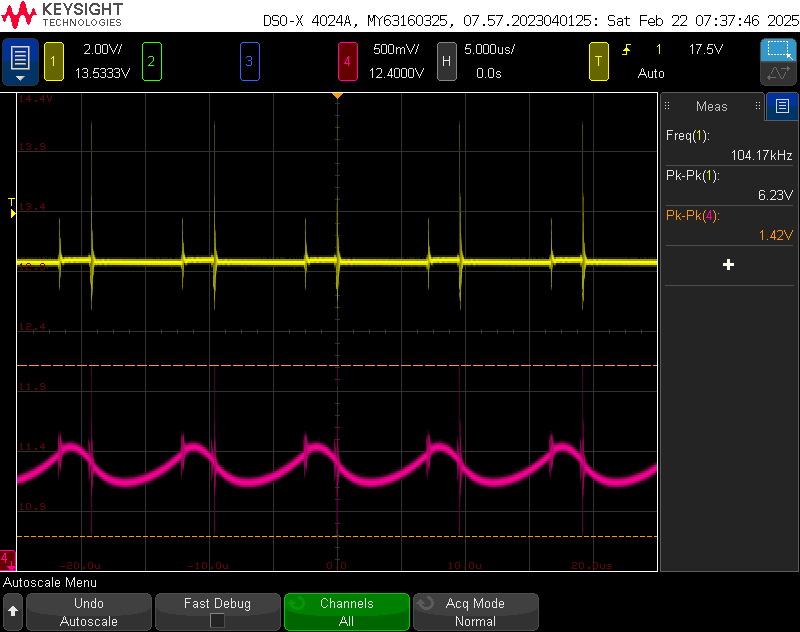 KEYSIGHT
TECHNOLOGIES
DSO-X 4024A, MY63160325, 07.57.2023040125: Sat Feb 22 07:37:46 2025
1 2.00V/ 13.5333V
2
3
4 500mV/ 12.4000V
H 5.000us/ 0.0s
T 1 17.5V
Auto
Meas
Freq(1):
104.17kHz
Pk-Pk(1):
6.23V
Pk-Pk(4):
1.42V
14.4V
13.9
T
13.4
12.4
11.9
11.4
10.9
4
-20.0u -10.0u 0.0 10.0u 20.0us
Autoscale Menu
Undo
Autoscale
Fast Debug
Channels
All
Acq Mode
Normal